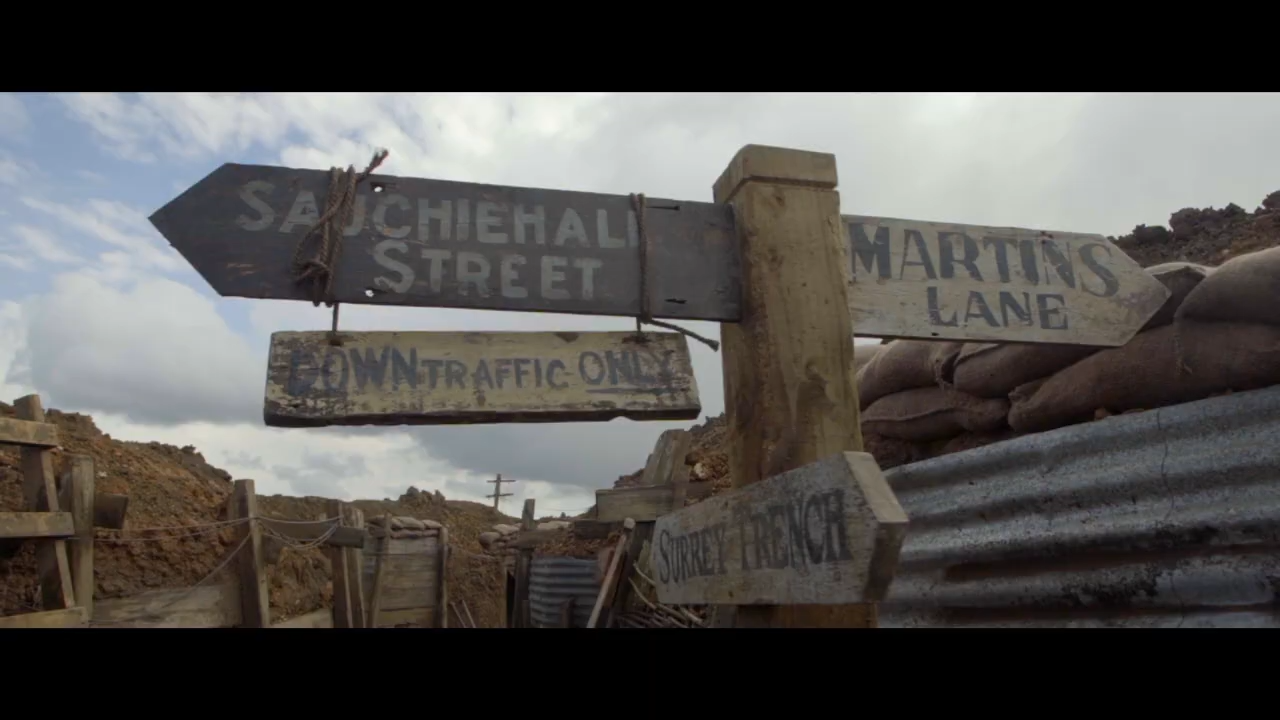 SAUCHIEHALL
STREET
MARTINS
LANE
DOWN TRAFFIC ONLY
SURREY TRENCH